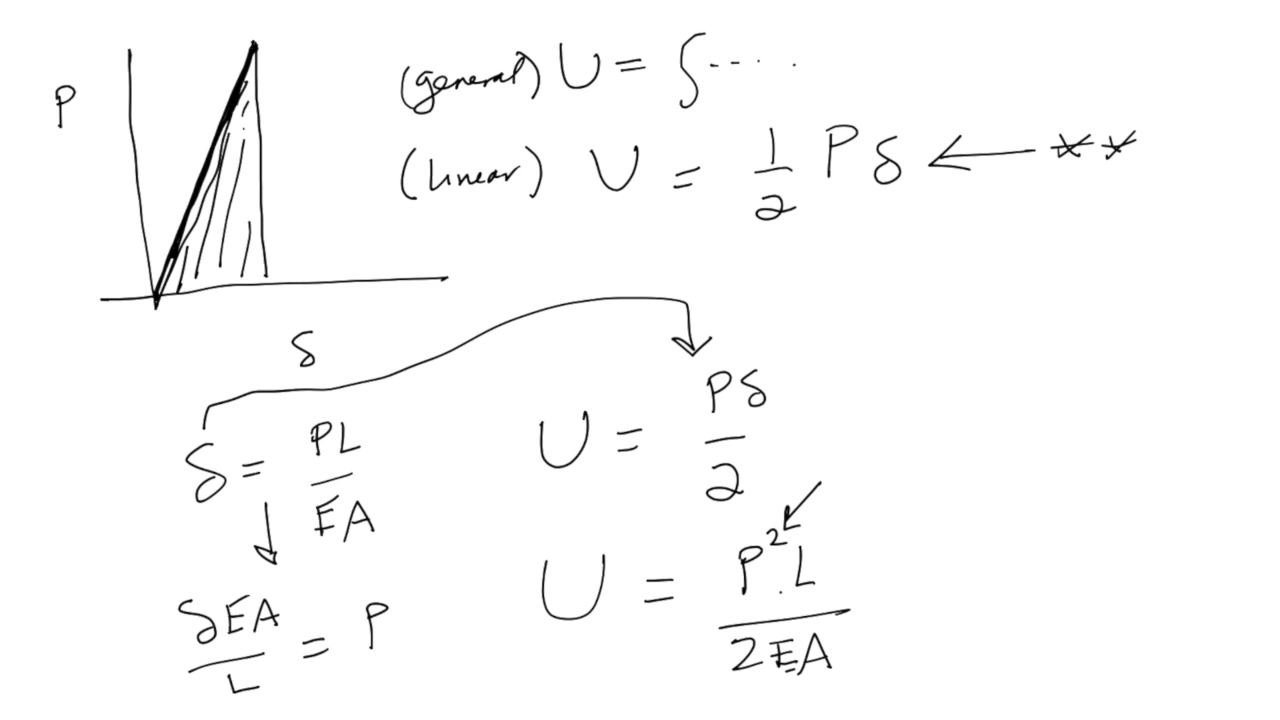 (general) U = ∫----
P
(linear) U = 1/2 Pδ ← **
δ
δ = PL/EA
U = Pδ/2
δEA/L = P
U = P²L/2EA